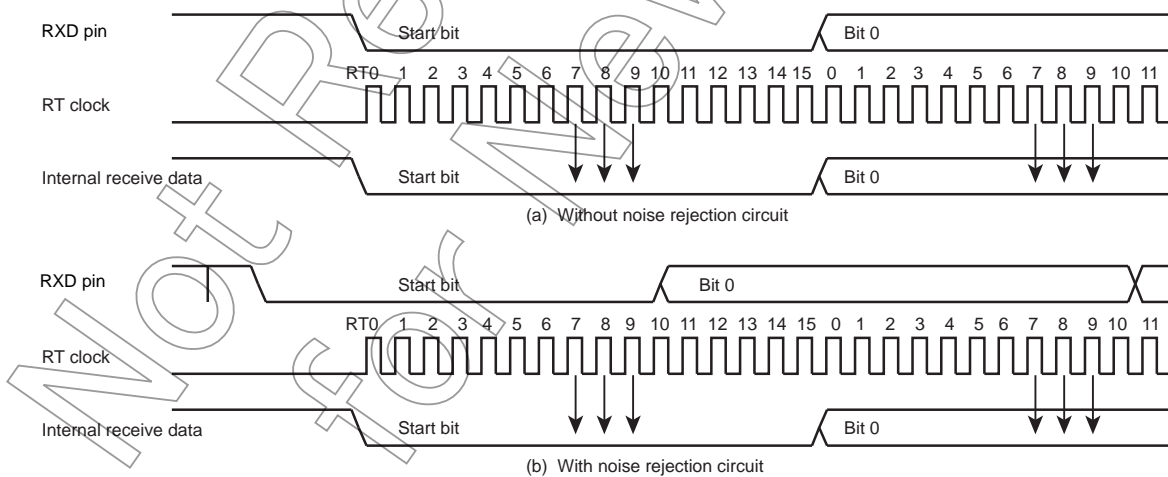 RXD pin
Start bit
Bit 0
RT0 1 2 3 4 5 6 7 8 9 10 11 12 13 14 15 0 1 2 3 4 5 6 7 8 9 10 11
RT clock
Internal receive data
Start bit
Bit 0
(a) Without noise rejection circuit
RXD pin
Start bit
Bit 0
RT0 1 2 3 4 5 6 7 8 9 10 11 12 13 14 15 0 1 2 3 4 5 6 7 8 9 10 11
RT clock
Internal receive data
Start bit
Bit 0
(b) With noise rejection circuit
Not Re
for New